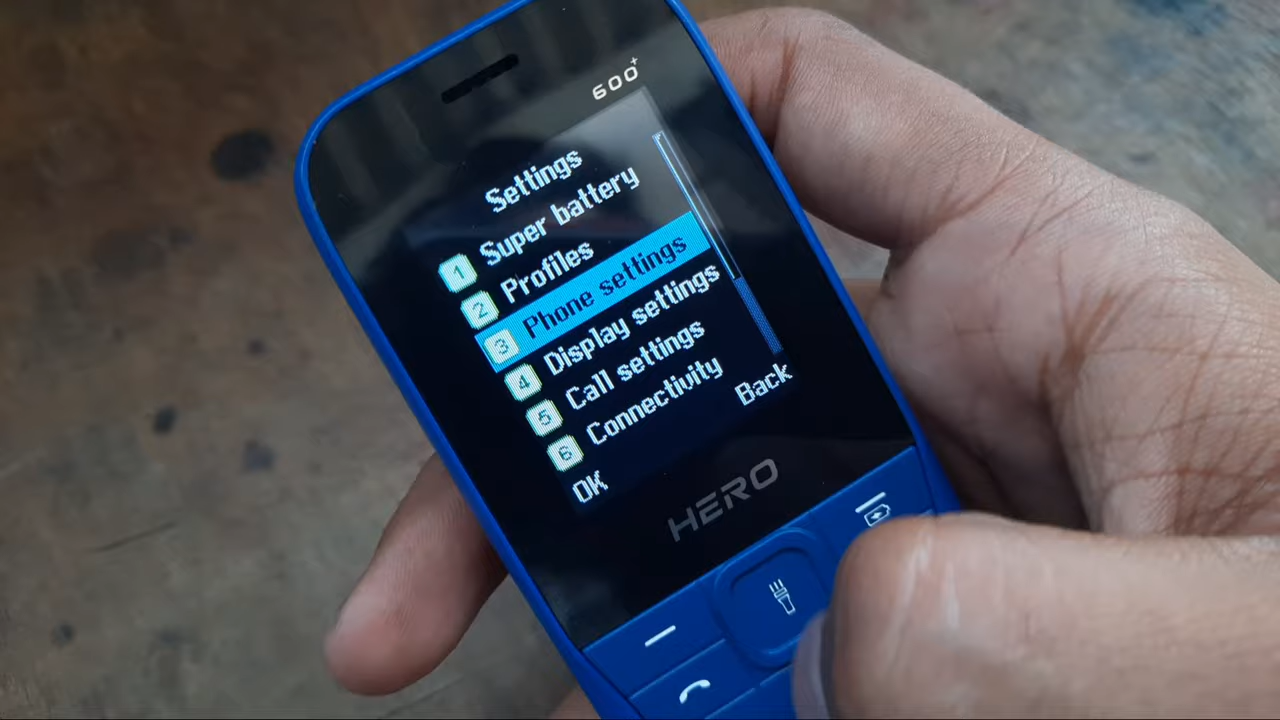 600+
Settings
1 Super battery
2 Profiles
3 Phone settings
4 Display settings
5 Call settings
6 Connectivity
OK Back
HERO